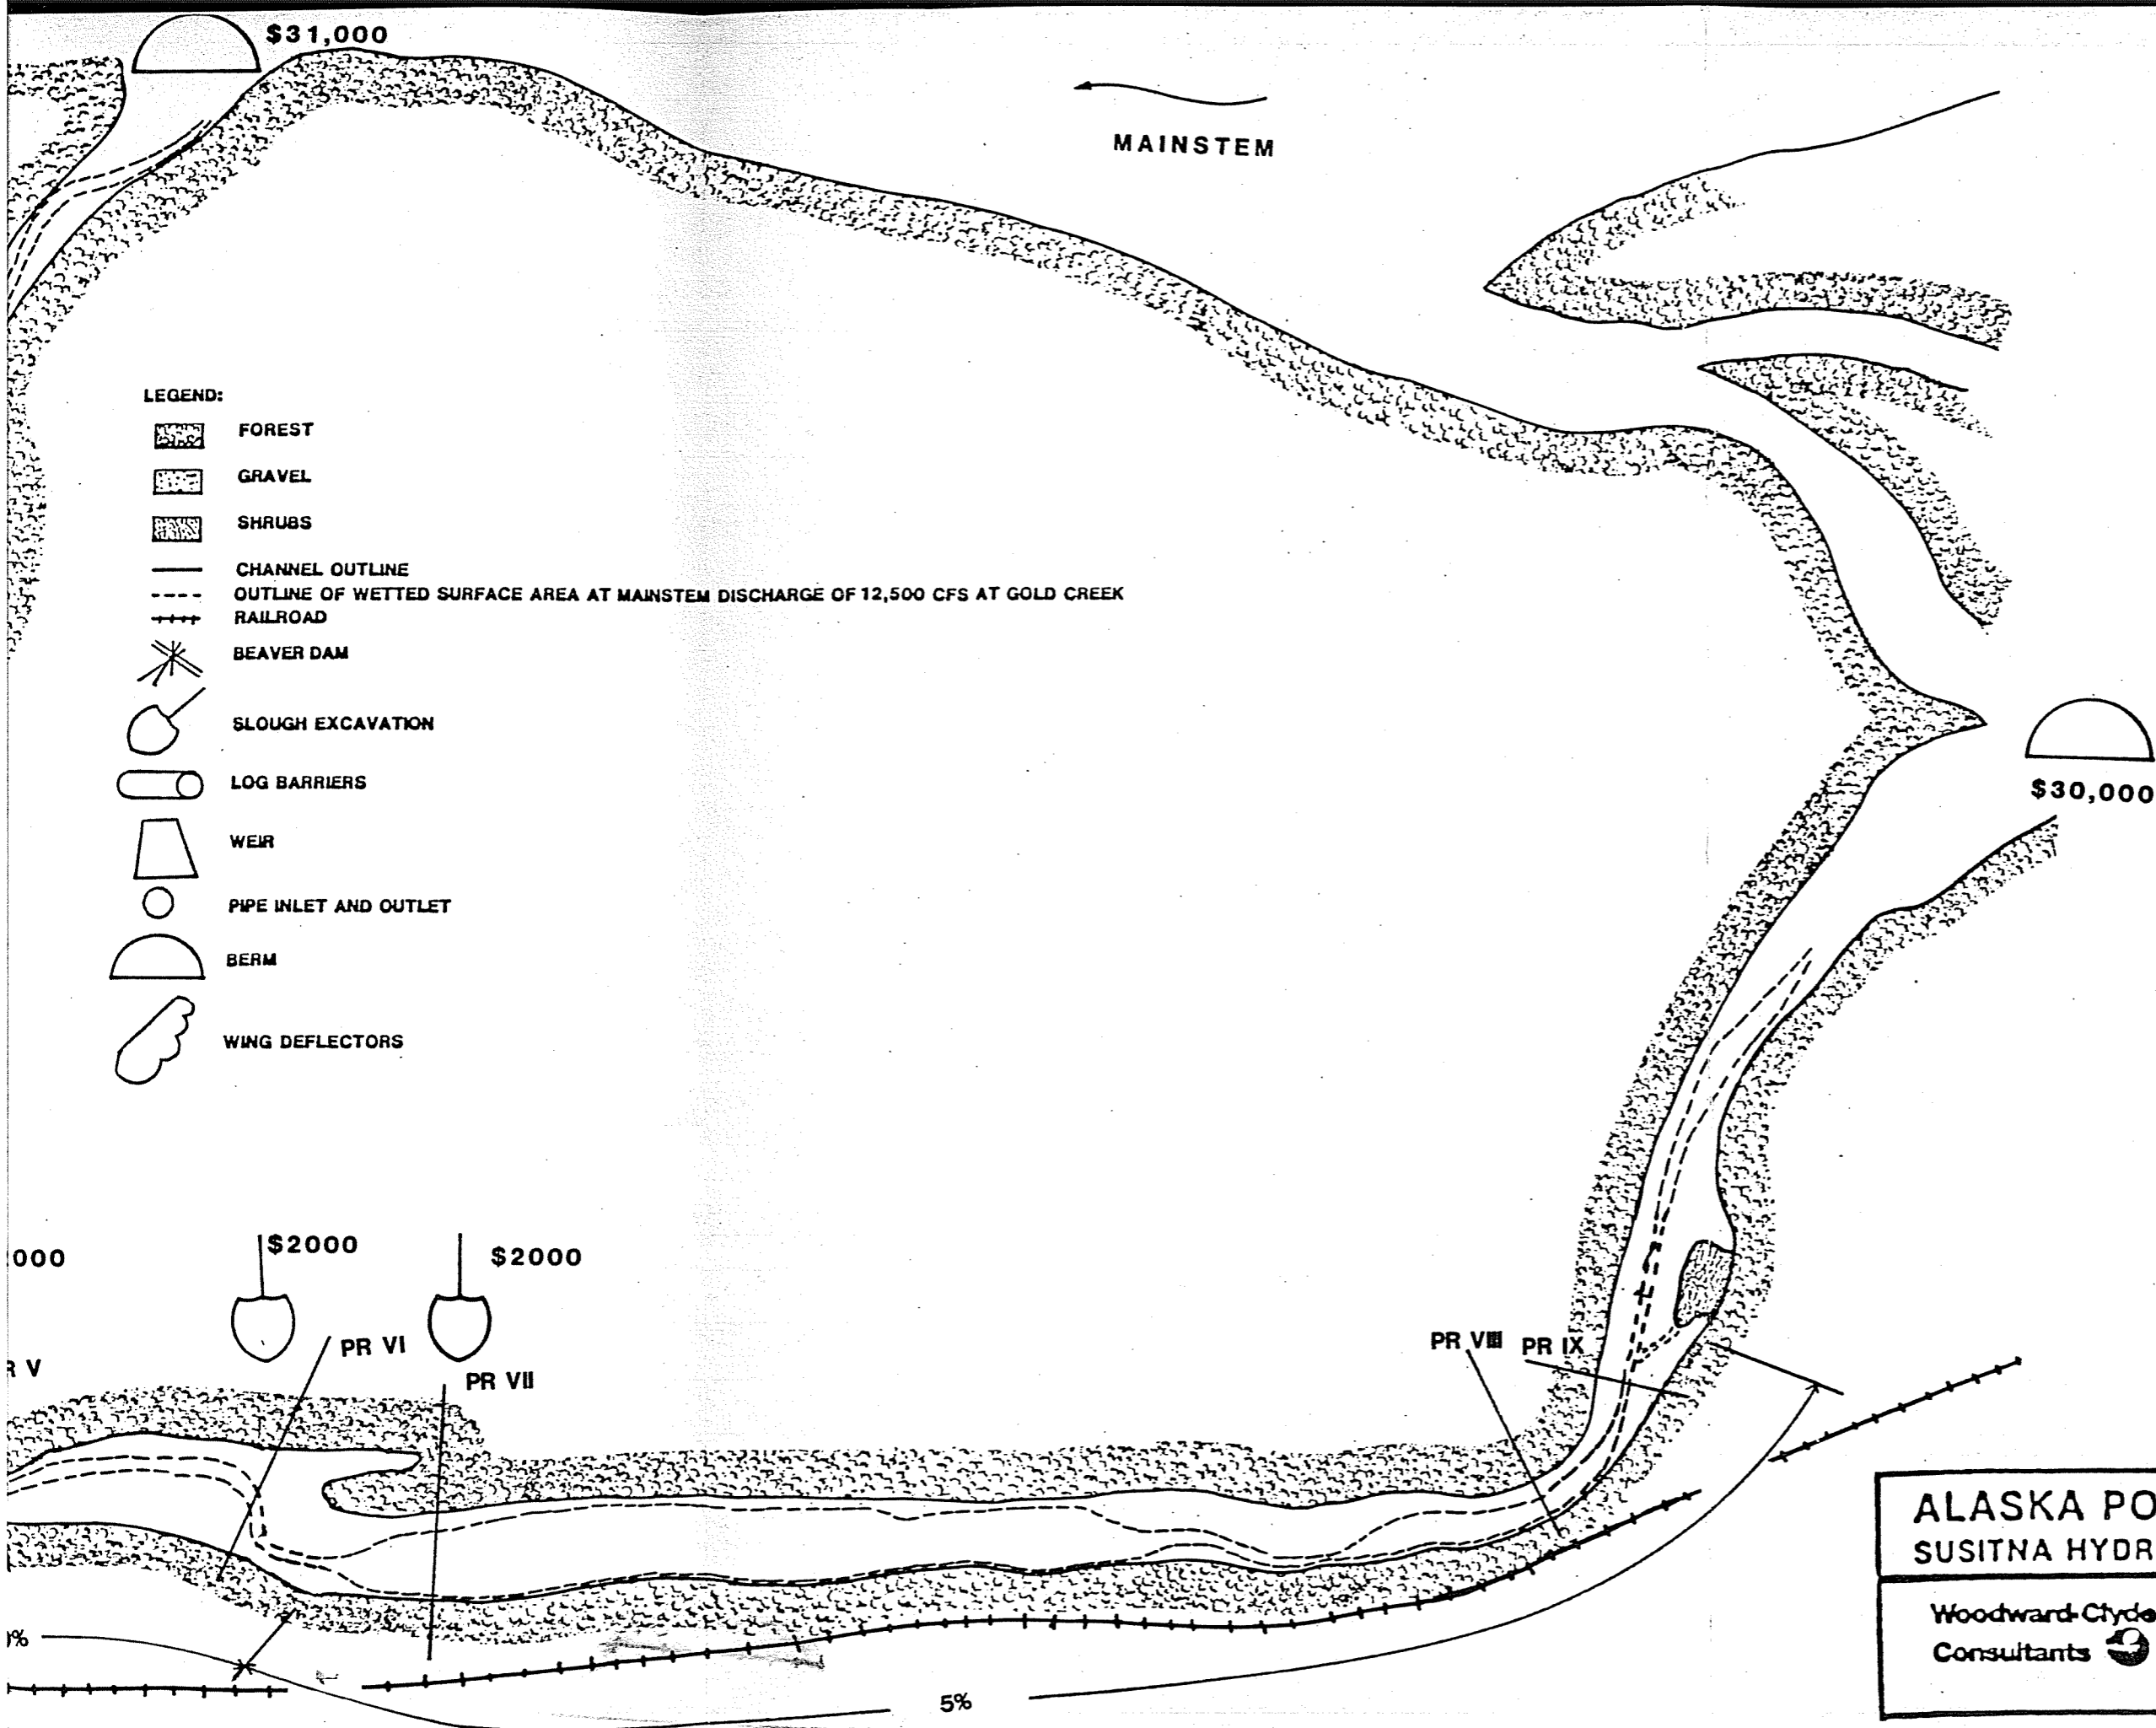 $31,000
MAINSTEM
LEGEND:
FOREST
GRAVEL
SHRUBS
CHANNEL OUTLINE
OUTLINE OF WETTED SURFACE AREA AT MAINSTEM DISCHARGE OF 12,500 CFS AT GOLD CREEK
RAILROAD
BEAVER DAM
SLOUGH EXCAVATION
LOG BARRIERS
WEIR
PIPE INLET AND OUTLET
BERM
WING DEFLECTORS
$30,000
000
$2000
$2000
PR VI
PR VII
R V
PR VIII
PR IX
%
5%
ALASKA PO
SUSITNA HYDR
Woodward-Clyde
Consultants